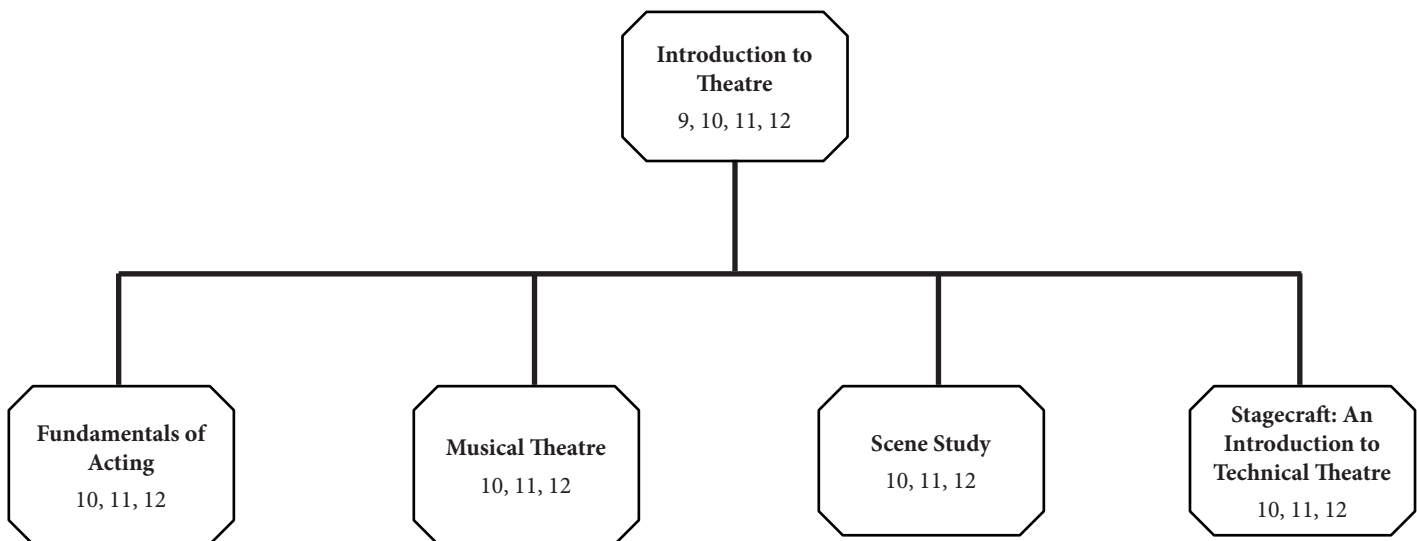 Introduction to
Theatre
9, 10, 11, 12
Fundamentals of
Acting
10, 11, 12
Musical Theatre
10, 11, 12
Scene Study
10, 11, 12
Stagecraft: An
Introduction to
Technical Theatre
10, 11, 12